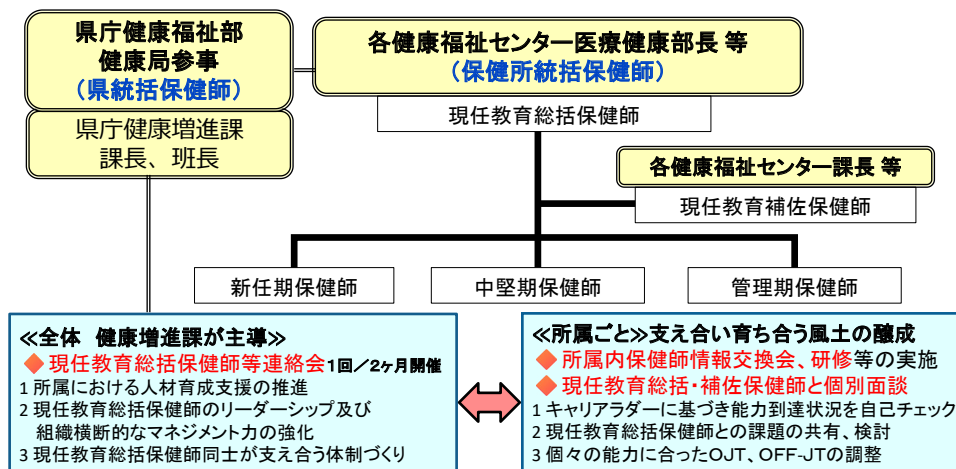 県庁健康福祉部
健康局参事
（県統括保健師）
県庁健康増進課
課長、班長
各健康福祉センター医療健康部長 等
（保健所統括保健師）
現任教育総括保健師
各健康福祉センター課長 等
現任教育補佐保健師
新任期保健師
中堅期保健師
管理期保健師
≪全体 健康増進課が主導≫
◆ 現任教育総括保健師等連絡会1回／2ヶ月開催
1 所属における人材育成支援の推進
2 現任教育総括保健師のリーダーシップ及び
組織横断的なマネジメント力の強化
3 現任教育総括保健師同士が支え合う体制づくり
≪所属ごと≫支え合い育ち合う風土の醸成
◆ 所属内保健師情報交換会、研修等の実施
◆ 現任教育総括・補佐保健師と個別面談
1 キャリアラダーに基づき能力到達状況を自己チェック
2 現任教育総括保健師との課題の共有、検討
3 個々の能力に合ったOJT、OFF-JTの調整